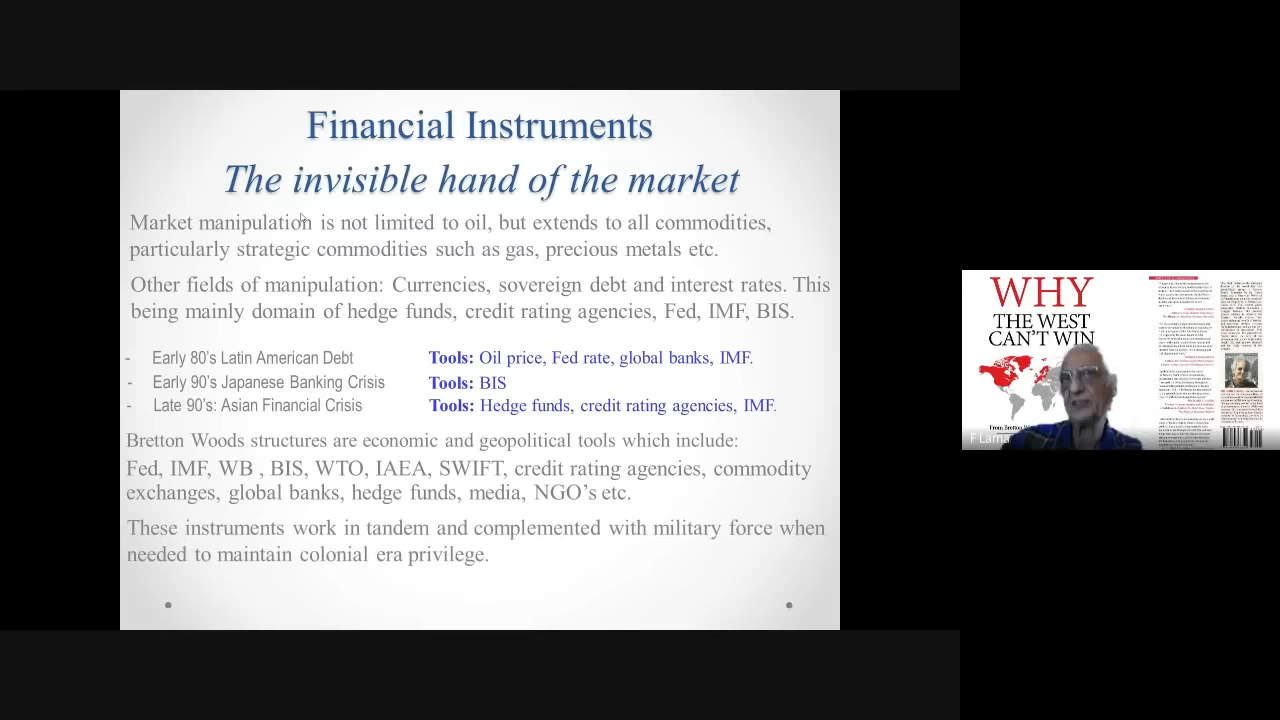 Financial Instruments
The invisible hand of the market
Market manipulation is not limited to oil, but extends to all commodities,
particularly strategic commodities such as gas, precious metals etc.
Other fields of manipulation: Currencies, sovereign debt and interest rates. This
being mainly domain of hedge funds, credit rating agencies, Fed, IMF, BIS.
- Early 80's Latin American Debt Tools: Oil price, Fed rate, global banks, IMF.
- Early 90's Japanese Banking Crisis Tools: BIS
- Late 90's: Asian Financial Crisis Tools: Hedge funds, credit rating agencies, IMF.
Bretton Woods structures are economic and geopolitical tools which include:
Fed, IMF, WB , BIS, WTO, IAEA, SWIFT, credit rating agencies, commodity
exchanges, global banks, hedge funds, media, NGO's etc.
These instruments work in tandem and complemented with military force when
needed to maintain colonial era privilege.
WHY
THE WEST
CAN'T WIN
From Bretton
F Lama